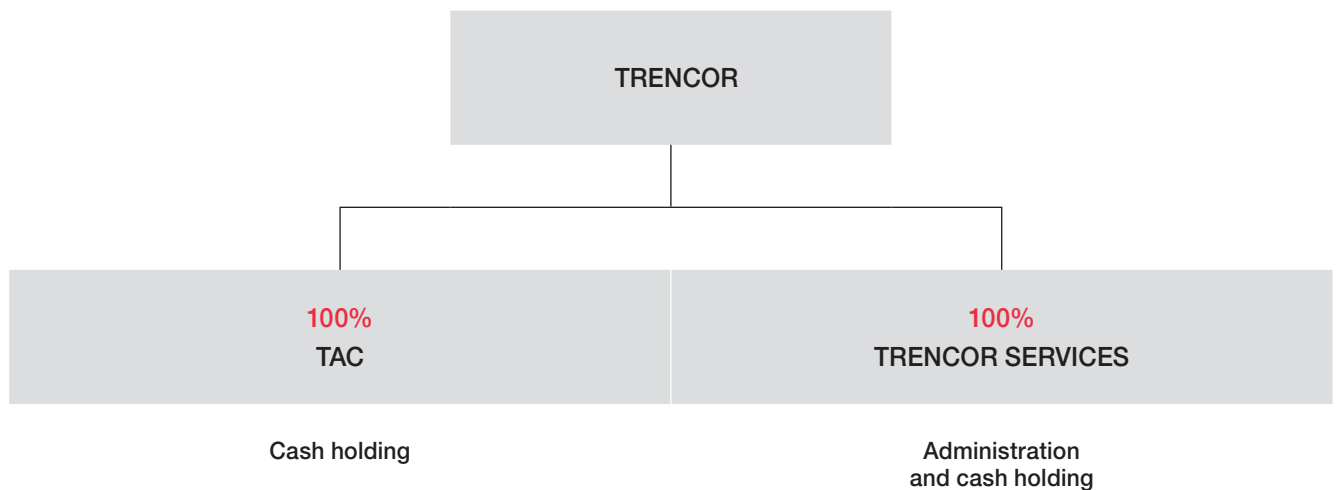 TRENCOR
100%
TAC
100%
TRENCOR SERVICES
Cash holding
Administration
and cash holding